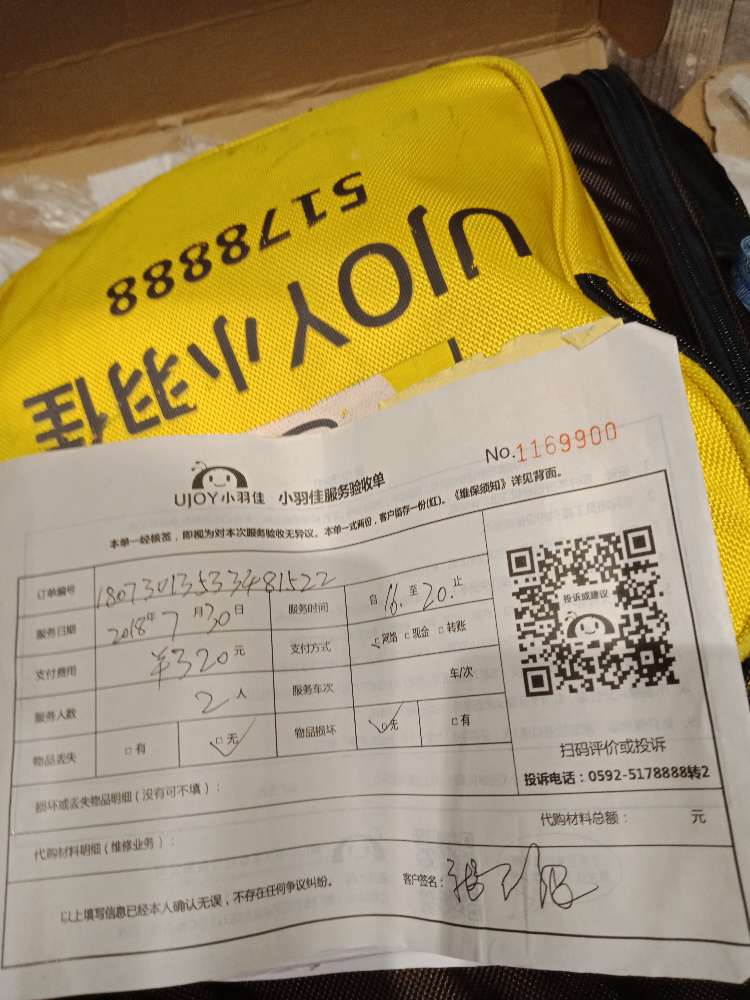 UJOY小羽佳
5178888
No.1169900
UJOY小羽佳 小羽佳服务验收单
本单一经横签，即视为对本次服务验收无异议。本单一式两份，客户留存一份(红)。《维保须知》详见背面。
订单编号 18073013533481522
服务日期 2018年7月30日 服务时间 自16.至20.止
支付费用 ¥320元 支付方式 网络 □现金 □转账
服务人数 2人 服务车次 车/次
物品丢失 □有 □无 物品损坏 □无 □有
投诉或建议
扫码评价或投诉
投诉电话：0592-5178888转2
损坏或丢失物品明细（没有可不填）：
代购材料明细（维修业务）： 代购材料总额： 元
以上填写信息已经本人确认无误，不存在任何争议纠纷。 客户签名：